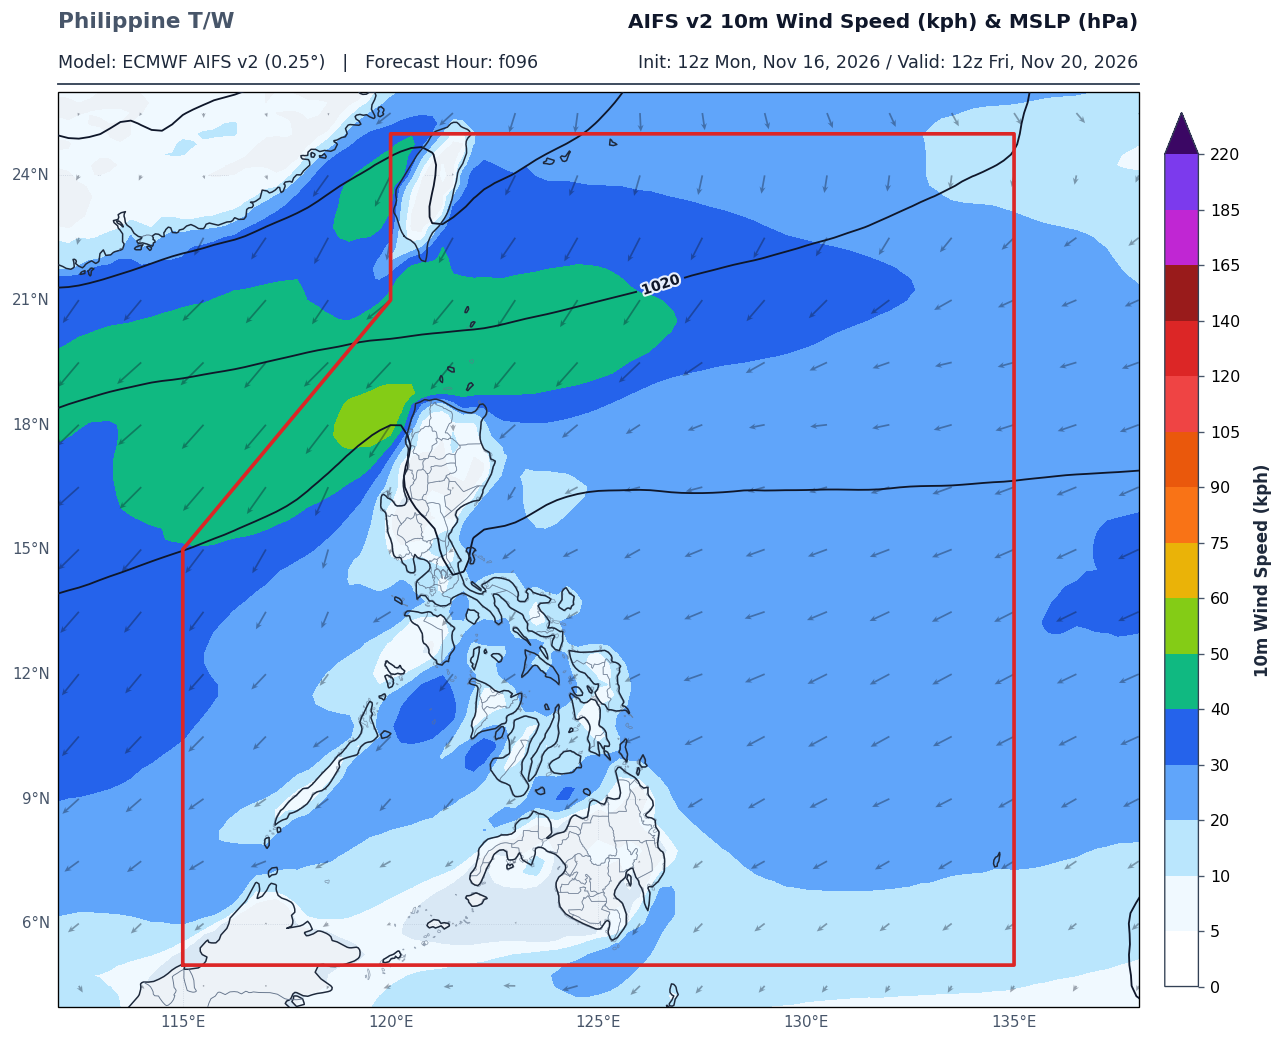 Philippine T/W
AIFS v2 10m Wind Speed (kph) & MSLP (hPa)
Model: ECMWF AIFS v2 (0.25°) | Forecast Hour: f096
Init: 12z Mon, Nov 16, 2026 / Valid: 12z Fri, Nov 20, 2026
24°N
21°N
18°N
15°N
12°N
9°N
6°N
1020
115°E
120°E
125°E
130°E
135°E
220
185
165
140
120
105
90
75
60
50
40
30
20
10
5
0
10m Wind Speed (kph)